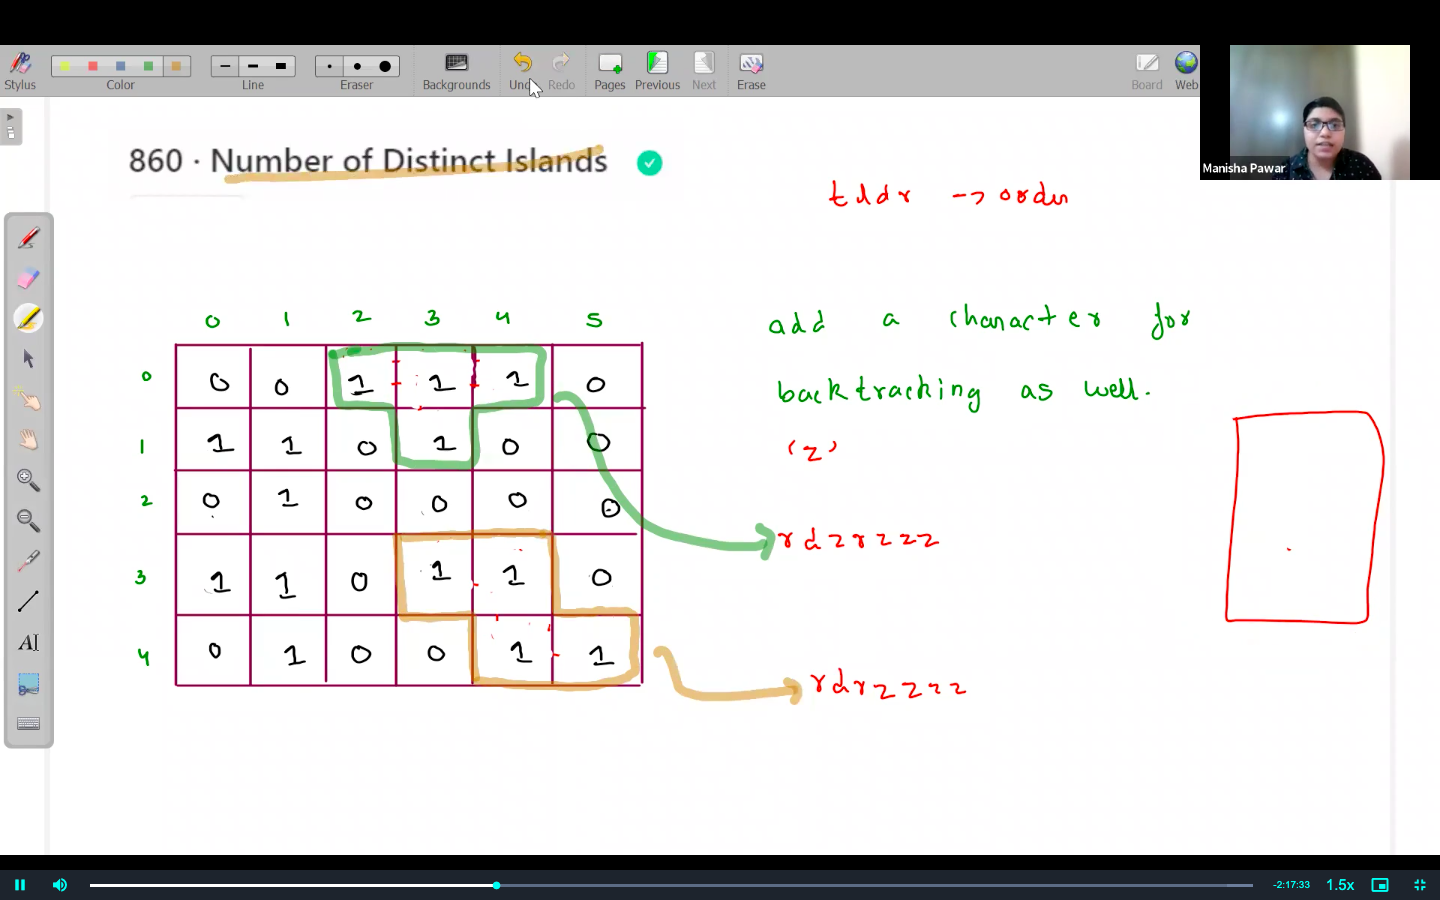 Stylus Color Line Eraser Backgrounds Undo Redo Pages Previous Next Erase Board Web
Manisha Pawar
860 · Number of Distinct Islands
tldr -> order
add a character for
backtracking as well.
'z'
0 1 2 3 4 5
0 0 0 1 1 1 0
1 1 1 0 1 0 0
2 0 1 0 0 0 0
3 1 1 0 1 1 0
4 0 1 0 0 1 1
rdzrzzz
rdrzzzz
AI
-2:17:33 1.5x